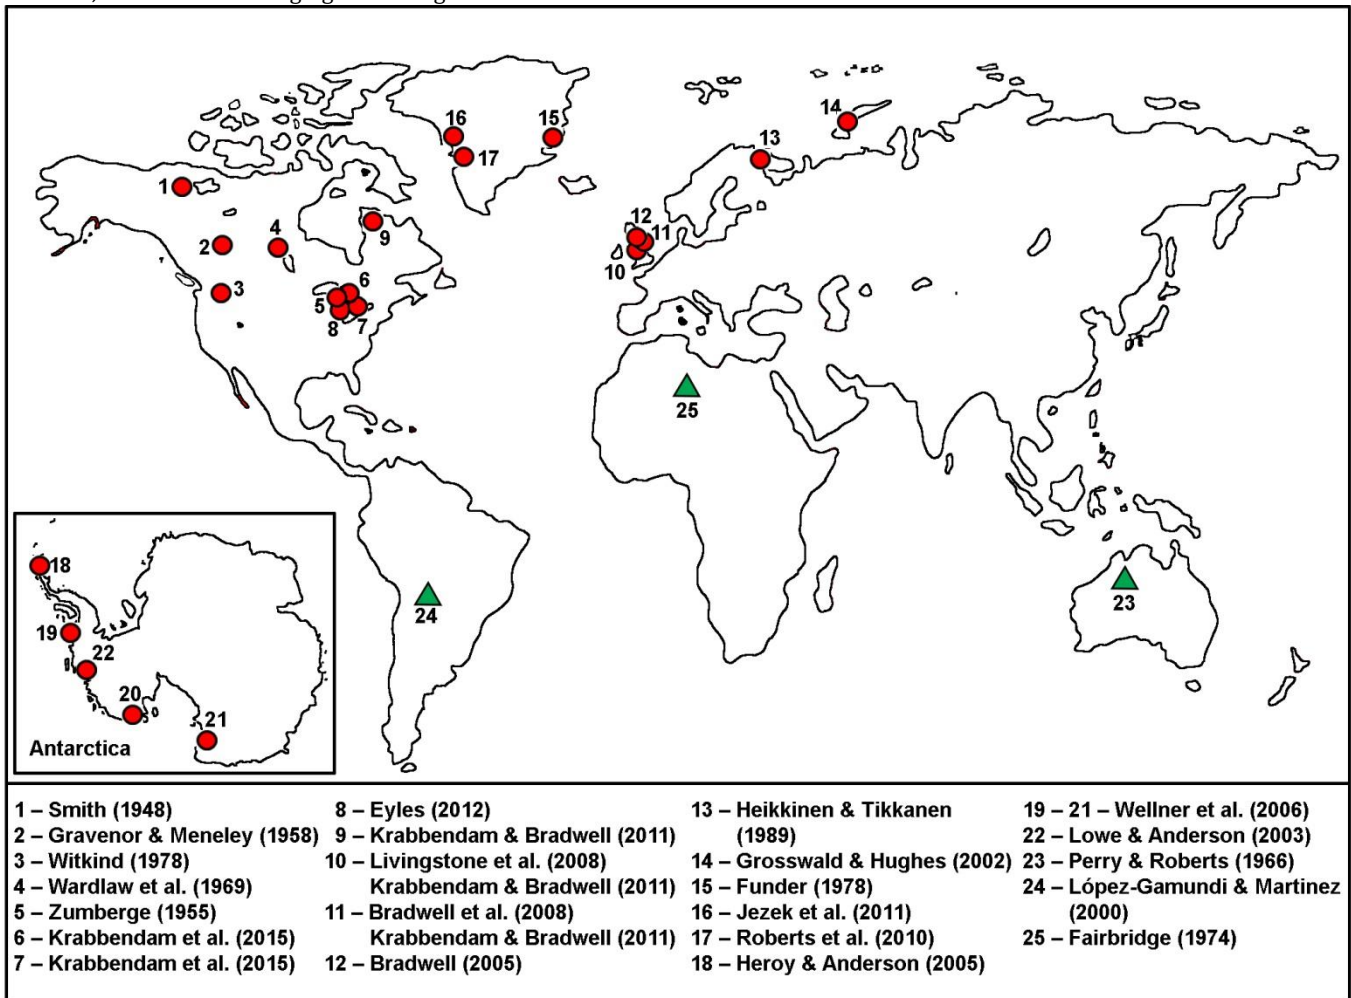 16
15
14
13
17
1
12
11
9
4
2
10
6
3
5
8
7
25
18
23
24
19
22
20
21
Antarctica
1 – Smith (1948)
2 – Gravenor & Meneley (1958)
3 – Witkind (1978)
4 – Wardlaw et al. (1969)
5 – Zumberge (1955)
6 – Krabbendam et al. (2015)
7 – Krabbendam et al. (2015)
8 – Eyles (2012)
9 – Krabbendam & Bradwell (2011)
10 – Livingstone et al. (2008)
Krabbendam & Bradwell (2011)
11 – Bradwell et al. (2008)
Krabbendam & Bradwell (2011)
12 – Bradwell (2005)
13 – Heikkinen & Tikkanen
(1989)
14 – Grosswald & Hughes (2002)
15 – Funder (1978)
16 – Jezek et al. (2011)
17 – Roberts et al. (2010)
18 – Heroy & Anderson (2005)
19 – 21 – Wellner et al. (2006)
22 – Lowe & Anderson (2003)
23 – Perry & Roberts (1966)
24 – López-Gamundi & Martinez
(2000)
25 – Fairbridge (1974)